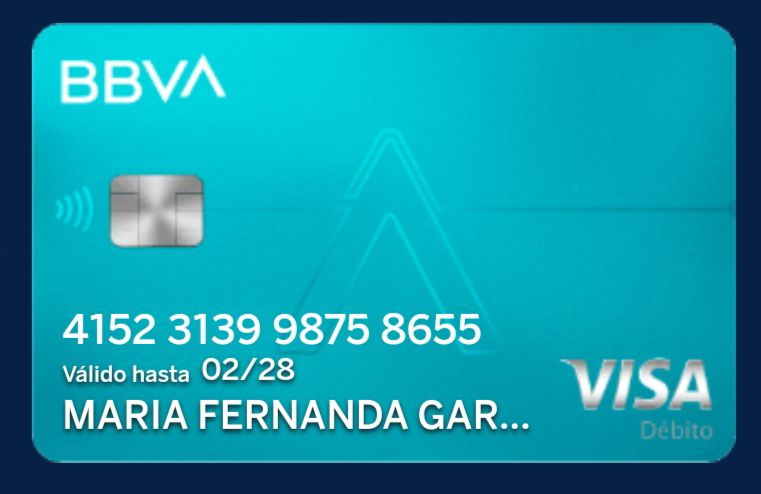 BBVA
4152 3139 9875 8655
Válido hasta 02/28
MARIA FERNANDA GAR...
VISA
Débito